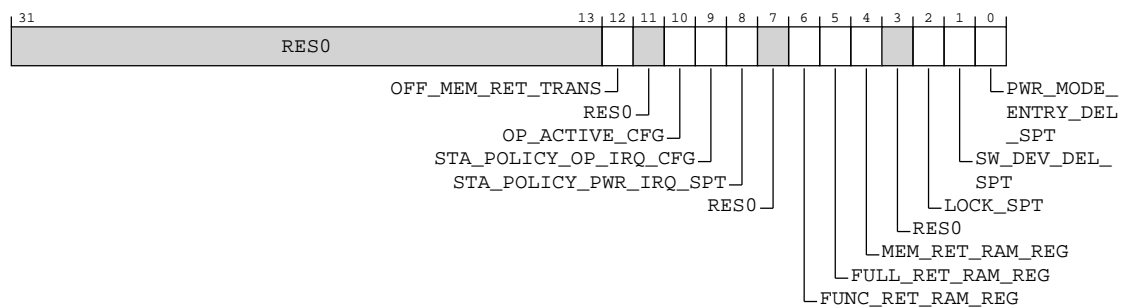 31 13 12 11 10 9 8 7 6 5 4 3 2 1 0
RES0
OFF_MEM_RET_TRANS PWR_MODE_
RES0 ENTRY_DEL
OP_ACTIVE_CFG _SPT
STA_POLICY_OP_IRQ_CFG SW_DEV_DEL_
STA_POLICY_PWR_IRQ_SPT SPT
RES0 LOCK_SPT
RES0
MEM_RET_RAM_REG
FULL_RET_RAM_REG
FUNC_RET_RAM_REG